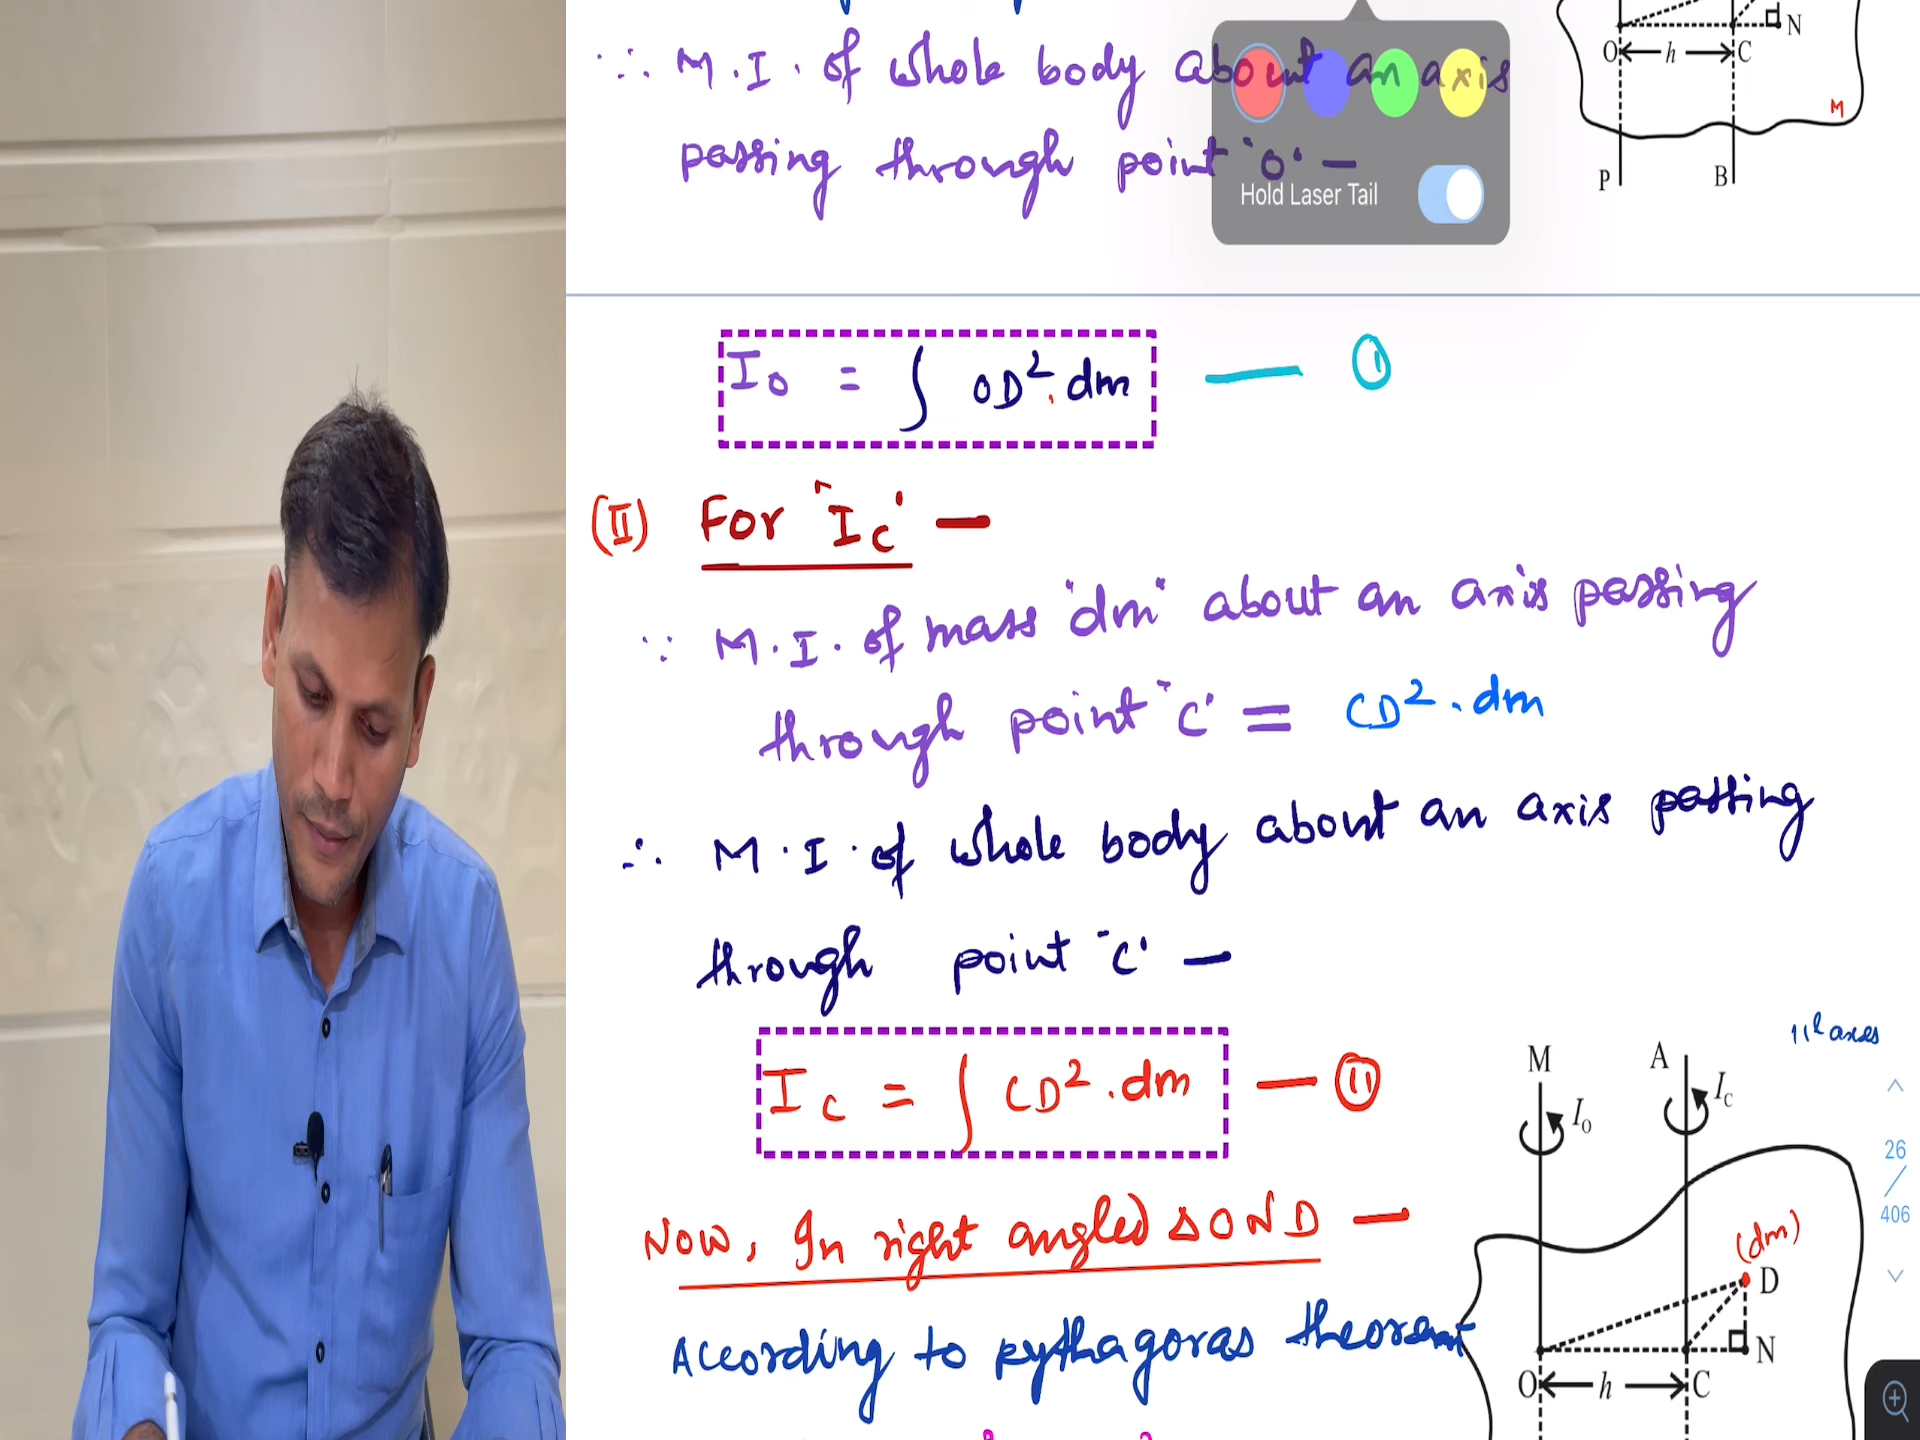 ∴ M.I. of whole body about an axis
passing through point 'O' —
Hold Laser Tail
O h C N
M
P B
I₀ = ∫ OD².dm — ①
(II) For 'Ic' —
∵ M.I. of mass "dm" about an axis passing
through point "C" = CD².dm
∴ M.I. of whole body about an axis passing
through point "C" —
Ic = ∫ CD².dm — (II)
Now, In right angled ΔOND —
According to pythagoras theorem
11l axes
M A
I₀ Ic
(dm)
D
N
O h C
26
/
406